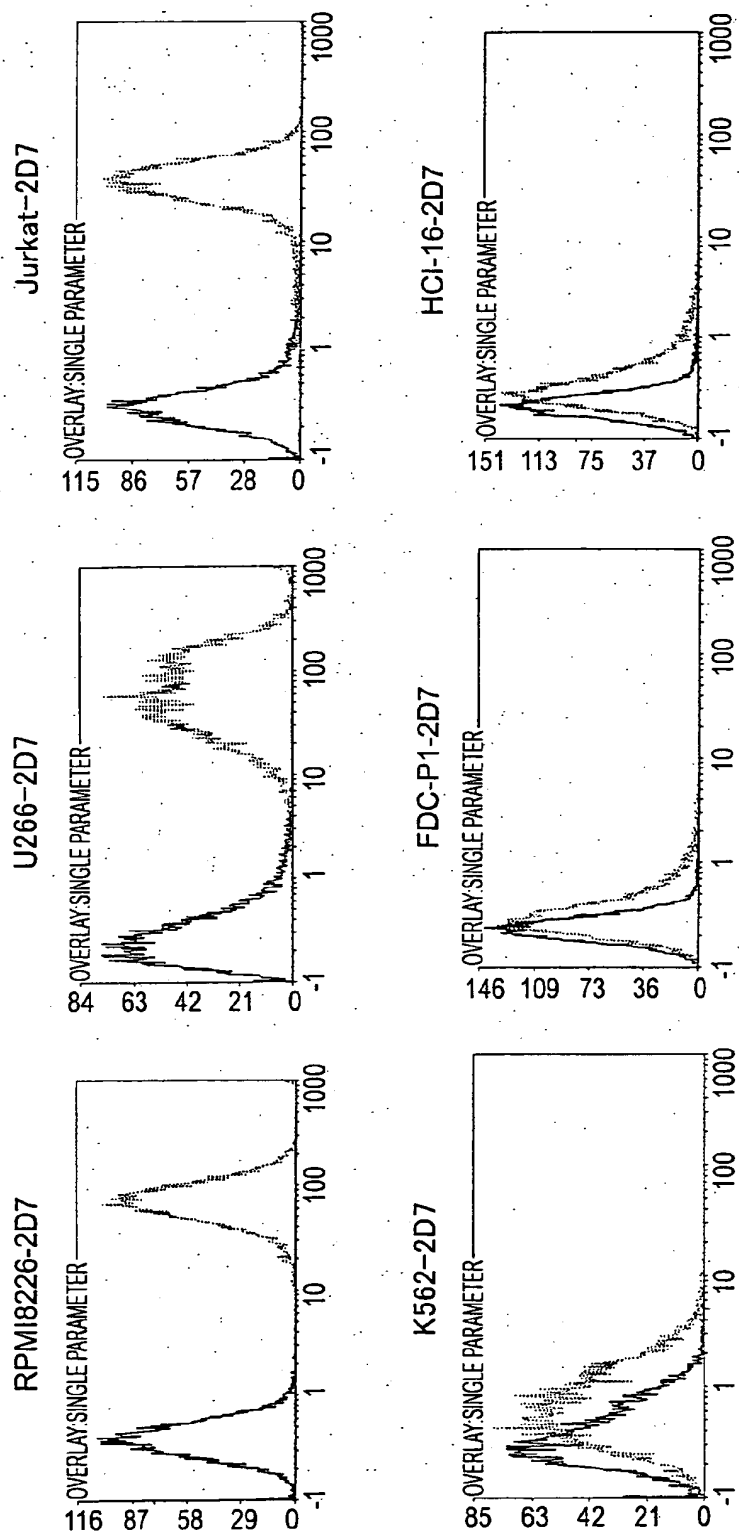 RPMI8226-2D7
OVERLAY:SINGLE PARAMETER
116 87 58 29 0
-1 1 10 100 1000
U266-2D7
OVERLAY:SINGLE PARAMETER
84 63 42 21 0
-1 1 10 100 1000
Jurkat-2D7
OVERLAY:SINGLE PARAMETER
115 86 57 28 0
-1 1 10 100 1000
K562-2D7
OVERLAY:SINGLE PARAMETER
85 63 42 21 0
-1 1 10 100 1000
FDC-P1-2D7
OVERLAY:SINGLE PARAMETER
146 109 73 36 0
-1 1 10 100 1000
HCI-16-2D7
OVERLAY:SINGLE PARAMETER
151 113 75 37 0
-1 1 10 100 1000